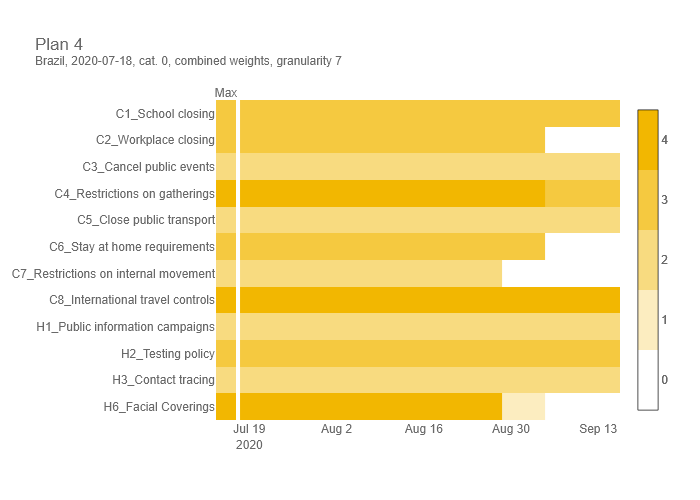 Plan 4
Brazil, 2020-07-18, cat. 0, combined weights, granularity 7
Max
C1_School closing
C2_Workplace closing
C3_Cancel public events
C4_Restrictions on gatherings
C5_Close public transport
C6_Stay at home requirements
C7_Restrictions on internal movement
C8_International travel controls
H1_Public information campaigns
H2_Testing policy
H3_Contact tracing
H6_Facial Coverings
Jul 19 Aug 2 Aug 16 Aug 30 Sep 13
2020
4
3
2
1
0